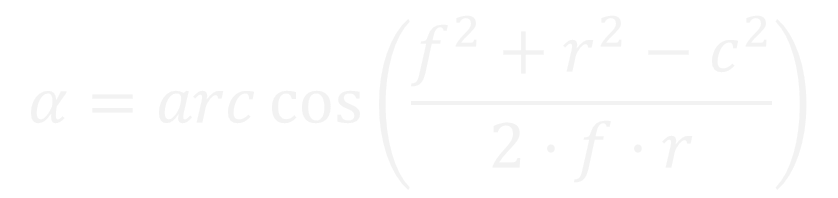 α = arc cos((f² + r² − c²) / (2 · f · r))